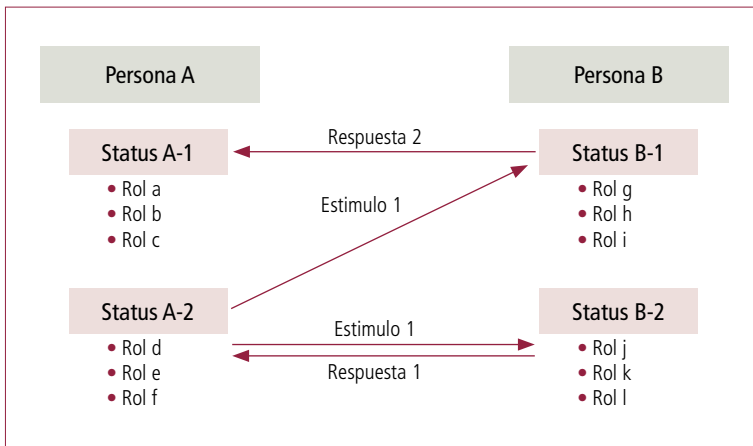 Persona A
Persona B
Respuesta 2
Status A-1
Status B-1
• Rol a
• Rol b
• Rol c
Estimulo 1
• Rol g
• Rol h
• Rol i
Status A-2
Status B-2
Estimulo 1
• Rol d
• Rol e
• Rol f
Respuesta 1
• Rol j
• Rol k
• Rol l